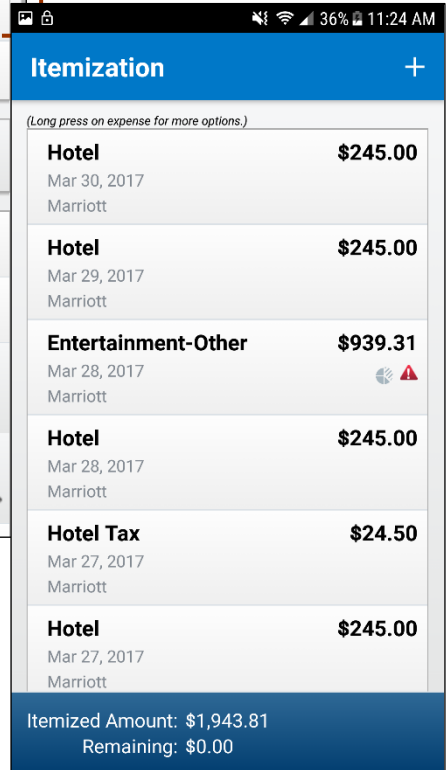 36% 11:24 AM
Itemization +
(Long press on expense for more options.)
Hotel $245.00
Mar 30, 2017
Marriott
Hotel $245.00
Mar 29, 2017
Marriott
Entertainment-Other $939.31
Mar 28, 2017
Marriott
Hotel $245.00
Mar 28, 2017
Marriott
Hotel Tax $24.50
Mar 27, 2017
Marriott
Hotel $245.00
Mar 27, 2017
Marriott
Itemized Amount: $1,943.81
Remaining: $0.00